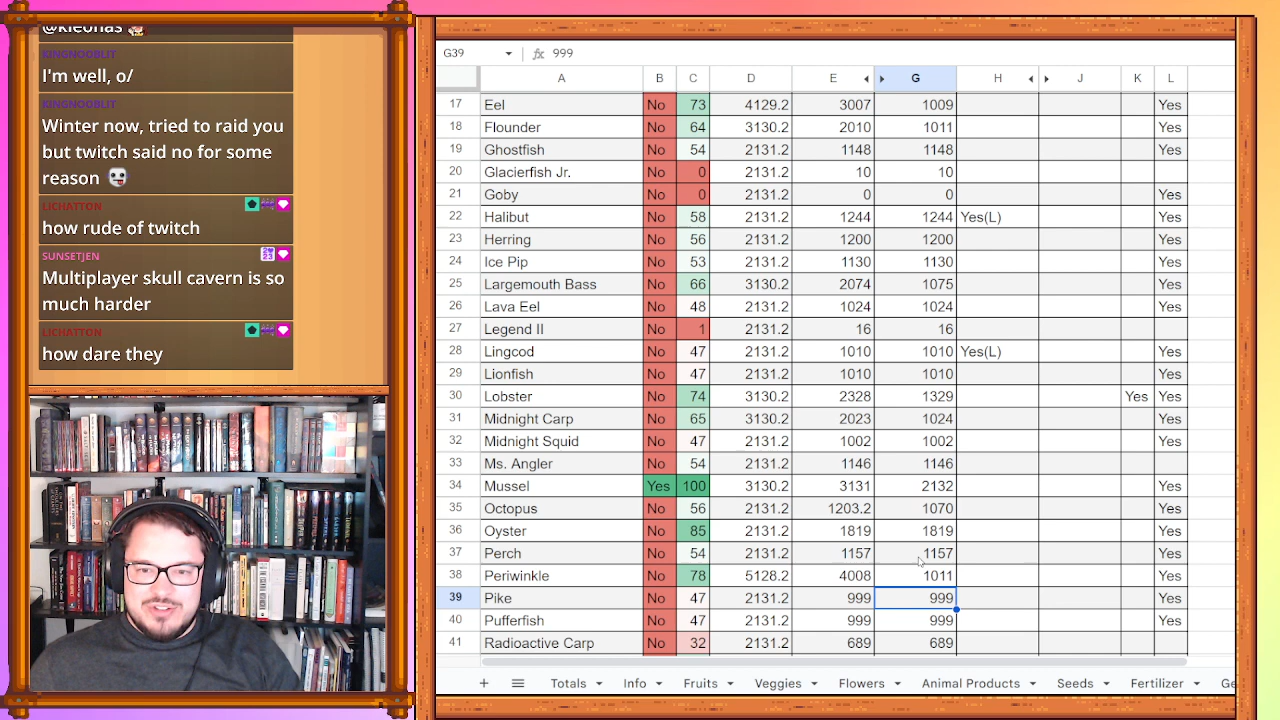 @kleonas
KINGNOOBLIT
I'm well, o/
KINGNOOBLIT
Winter now, tried to raid you
but twitch said no for some
reason
LICHATTON
how rude of twitch
SUNSETJEN
Multiplayer skull cavern is so
much harder
LICHATTON
how dare they
G39 fx 999
A B C D E G H J K L
17 Eel No 73 4129.2 3007 1009 Yes
18 Flounder No 64 3130.2 2010 1011 Yes
19 Ghostfish No 54 2131.2 1148 1148 Yes
20 Glacierfish Jr. No 0 2131.2 10 10
21 Goby No 0 2131.2 0 0 Yes
22 Halibut No 58 2131.2 1244 1244 Yes(L) Yes
23 Herring No 56 2131.2 1200 1200 Yes
24 Ice Pip No 53 2131.2 1130 1130 Yes
25 Largemouth Bass No 66 3130.2 2074 1075 Yes
26 Lava Eel No 48 2131.2 1024 1024 Yes
27 Legend II No 1 2131.2 16 16
28 Lingcod No 47 2131.2 1010 1010 Yes(L) Yes
29 Lionfish No 47 2131.2 1010 1010 Yes
30 Lobster No 74 3130.2 2328 1329 Yes Yes
31 Midnight Carp No 65 3130.2 2023 1024 Yes
32 Midnight Squid No 47 2131.2 1002 1002 Yes
33 Ms. Angler No 54 2131.2 1146 1146
34 Mussel Yes 100 3130.2 3131 2132 Yes
35 Octopus No 56 2131.2 1203.2 1070 Yes
36 Oyster No 85 2131.2 1819 1819 Yes
37 Perch No 54 2131.2 1157 1157 Yes
38 Periwinkle No 78 5128.2 4008 1011 Yes
39 Pike No 47 2131.2 999 999 Yes
40 Pufferfish No 47 2131.2 999 999 Yes
41 Radioactive Carp No 32 2131.2 689 689
+ Totals Info Fruits Veggies Flowers Animal Products Seeds Fertilizer Ge